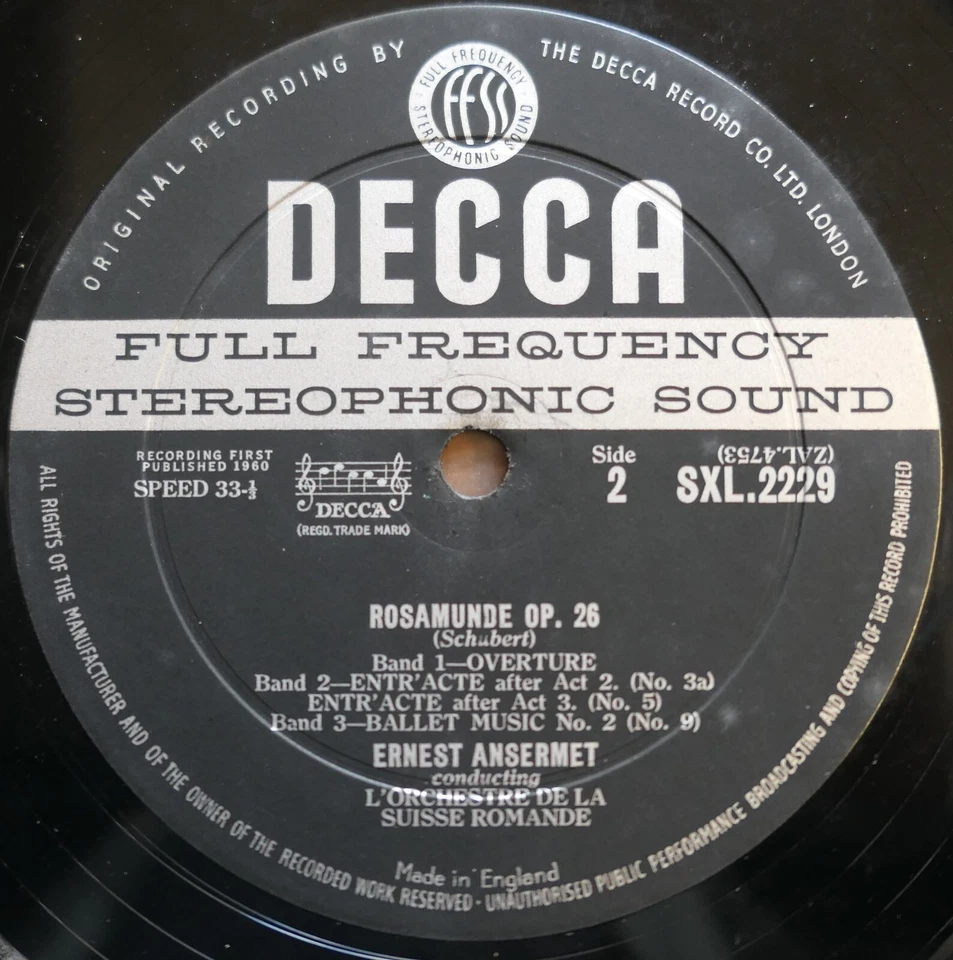 ORIGINAL RECORDING BY THE DECCA RECORD CO. LTD. LONDON
FULL FREQUENCY STEREOPHONIC SOUND
FFSS
DECCA
FULL FREQUENCY
STEREOPHONIC SOUND
RECORDING FIRST
PUBLISHED 1960
SPEED 33-⅓
DECCA
(REGD. TRADE MARK)
Side
2
(ZAL.4753)
SXL.2229
ROSAMUNDE OP. 26
(Schubert)
Band 1—OVERTURE
Band 2—ENTR'ACTE after Act 2. (No. 3a)
ENTR'ACTE after Act 3. (No. 5)
Band 3—BALLET MUSIC No. 2 (No. 9)
ERNEST ANSERMET
conducting
L'ORCHESTRE DE LA
SUISSE ROMANDE
Made in England
ALL RIGHTS OF THE MANUFACTURER AND OF THE OWNER OF THE RECORDED WORK RESERVED · UNAUTHORISED PUBLIC PERFORMANCE BROADCASTING AND COPYING OF THIS RECORD PROHIBITED